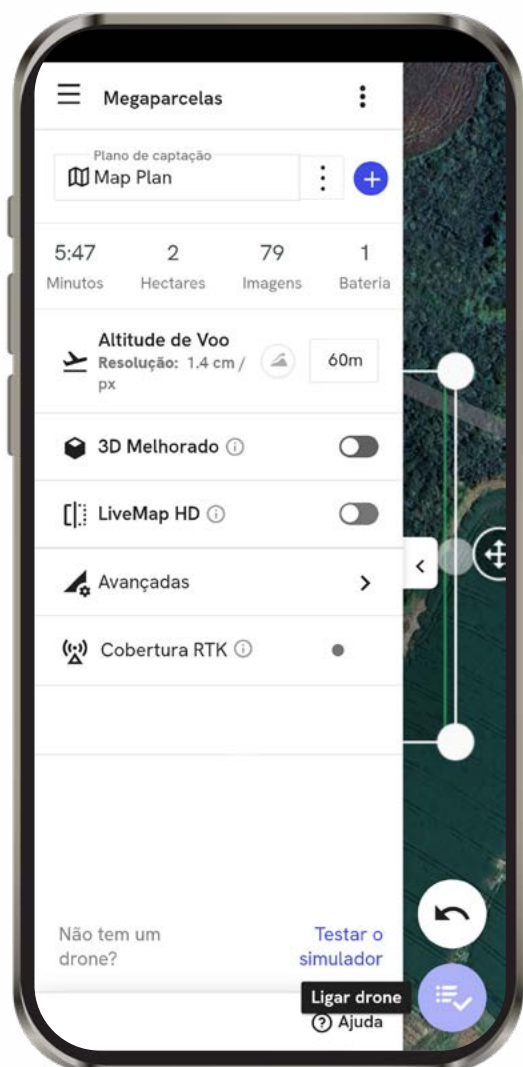 Megaparcelas
Plano de captação
Map Plan
5:47 2 79 1
Minutos Hectares Imagens Bateria
Altitude de Voo
Resolução: 1.4 cm /
px
60m
3D Melhorado
LiveMap HD
Avançadas
Cobertura RTK
Não tem um
drone?
Testar o
simulador
Ligar drone
Ajuda